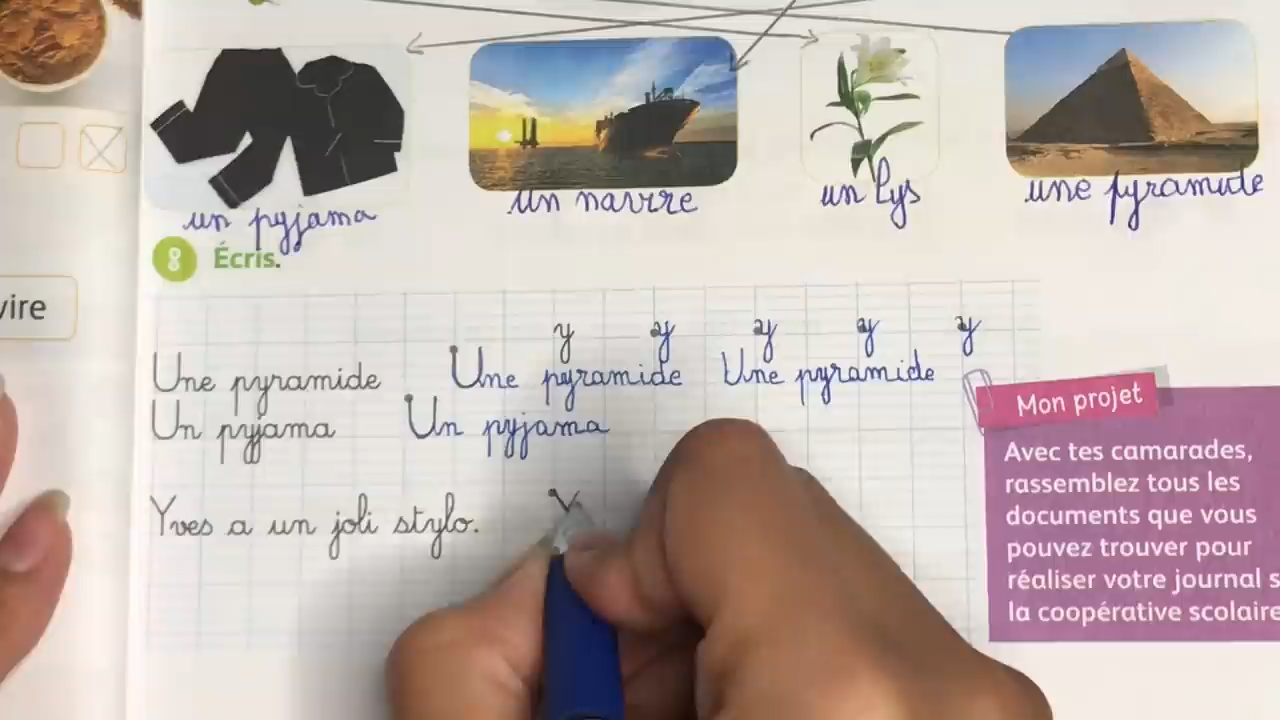 un pyjama
un navire
un lys
une pyramide
8 Écris.
vire
y y y y y
Une pyramide Une pyramide Une pyramide
Un pyjama Un pyjama
Yves a un joli stylo. Y
Mon projet
Avec tes camarades,
rassemblez tous les
documents que vous
pouvez trouver pour
réaliser votre journal s
la coopérative scolaire